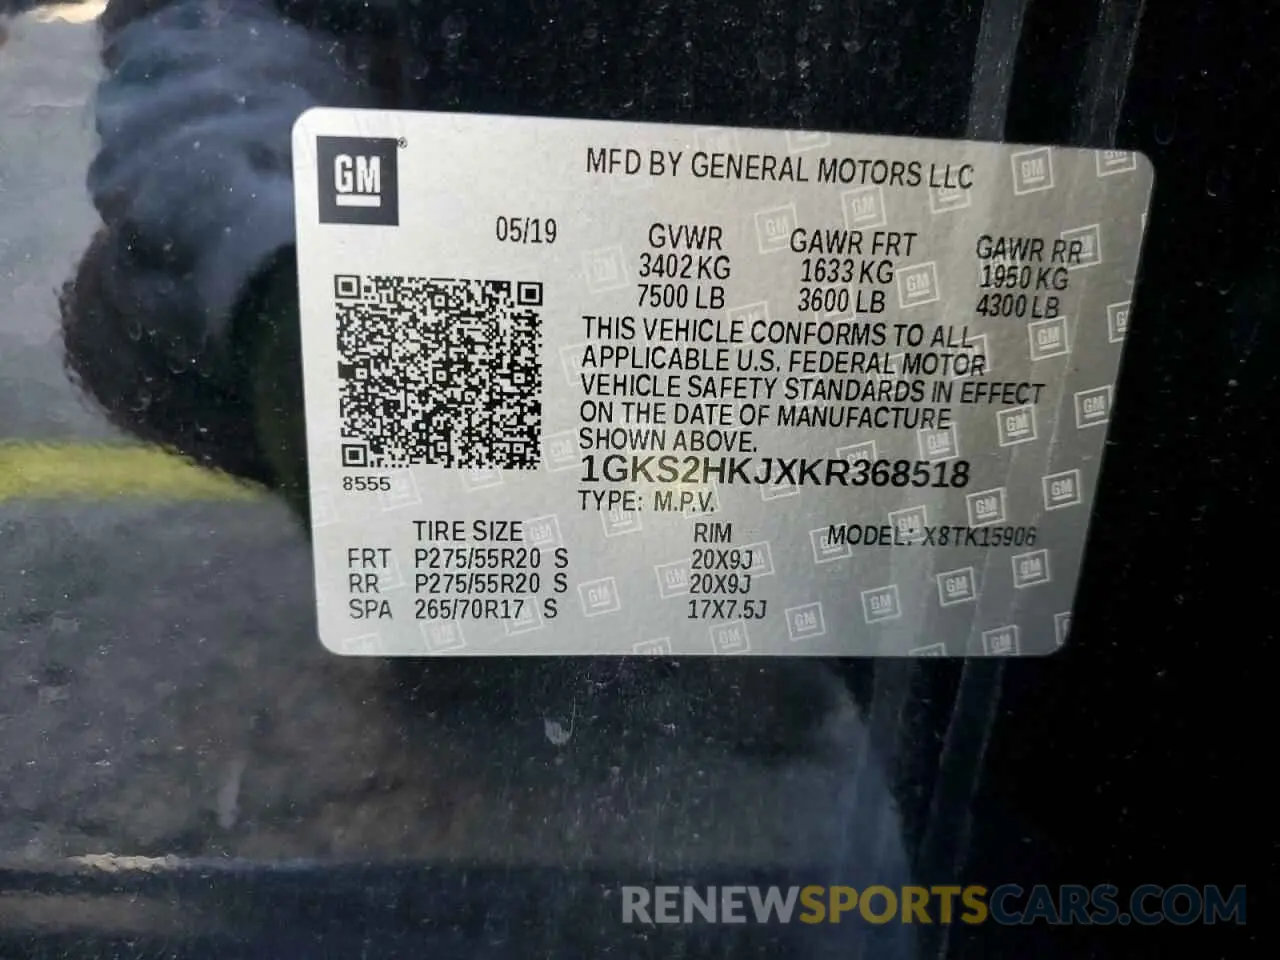 GM®
MFD BY GENERAL MOTORS LLC
05/19
GVWR GAWR FRT GAWR RR
3402 KG 1633 KG 1950 KG
7500 LB 3600 LB 4300 LB
THIS VEHICLE CONFORMS TO ALL
APPLICABLE U.S. FEDERAL MOTOR
VEHICLE SAFETY STANDARDS IN EFFECT
ON THE DATE OF MANUFACTURE
SHOWN ABOVE.
8555
1GKS2HKJXKR368518
TYPE: M.P.V.
TIRE SIZE RIM MODEL: X8TK15906
FRT P275/55R20 S 20X9J
RR P275/55R20 S 20X9J
SPA 265/70R17 S 17X7.5J
RENEWSPORTSCARS.COM